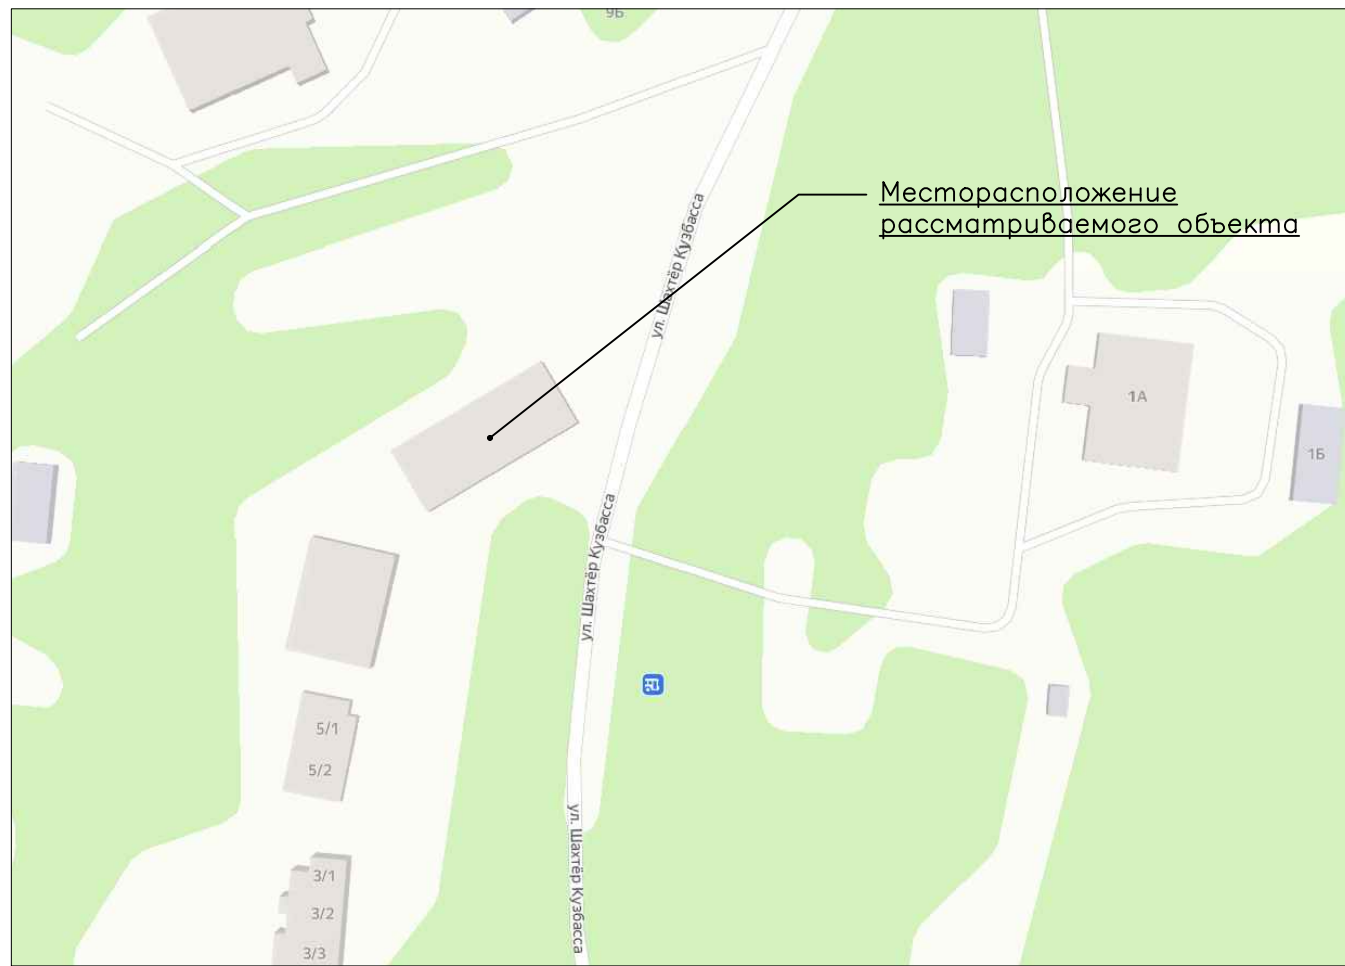 9Б
Месторасположение
рассматриваемого объекта
ул. Шахтёр Кузбасса
1А
1Б
ул. Шахтёр Кузбасса
5/1
5/2
ул. Шахтёр Кузбасса
3/1
3/2
3/3